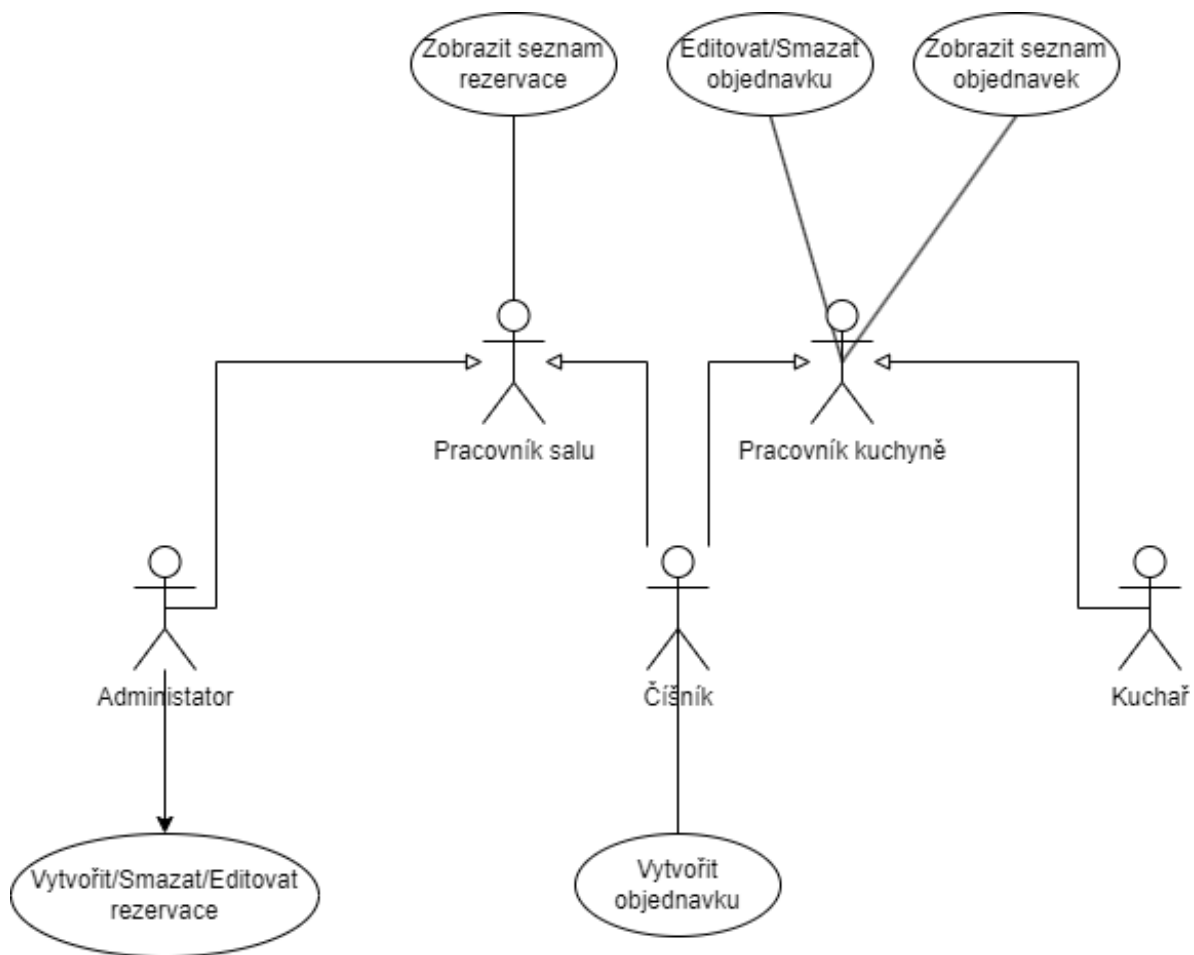 Zobrazit seznam
rezervace
Editovat/Smazat
objednavku
Zobrazit seznam
objednavek
Pracovník salu
Pracovník kuchyně
Administator
Číšník
Kuchař
Vytvořit/Smazat/Editovat
rezervace
Vytvořit
objednavku